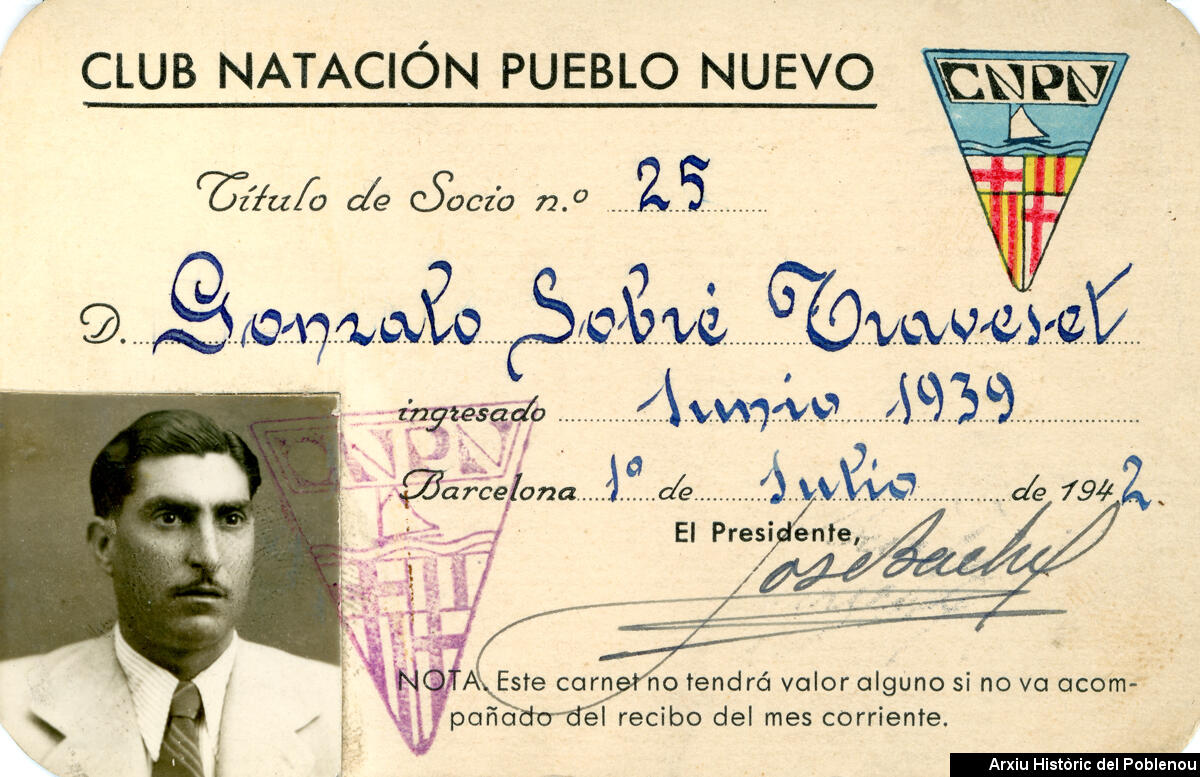 CLUB NATACIÓN PUEBLO NUEVO
CNPN
Título de Socio n.º 25
D. Gonzalo Sobré Traveset
ingresado Junio 1939
CNPN
Barcelona 1º de Julio de 1942.
El Presidente,
NOTA. Este carnet no tendrá valor alguno si no va acom-
pañado del recibo del mes corriente.
Arxiu Històric del Poblenou